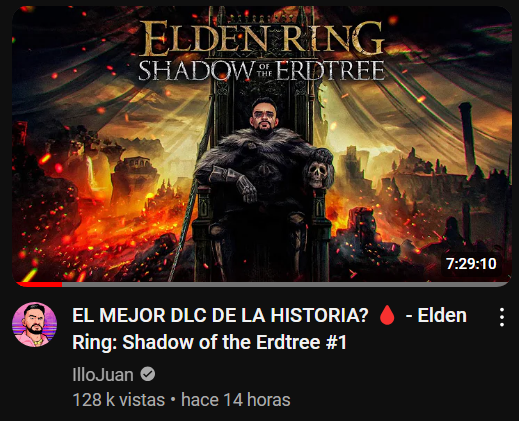 ELDEN RING
SHADOW OF THE ERDTREE
7:29:10
EL MEJOR DLC DE LA HISTORIA? 🩸 - Elden
Ring: Shadow of the Erdtree #1
IlloJuan
128 k vistas • hace 14 horas